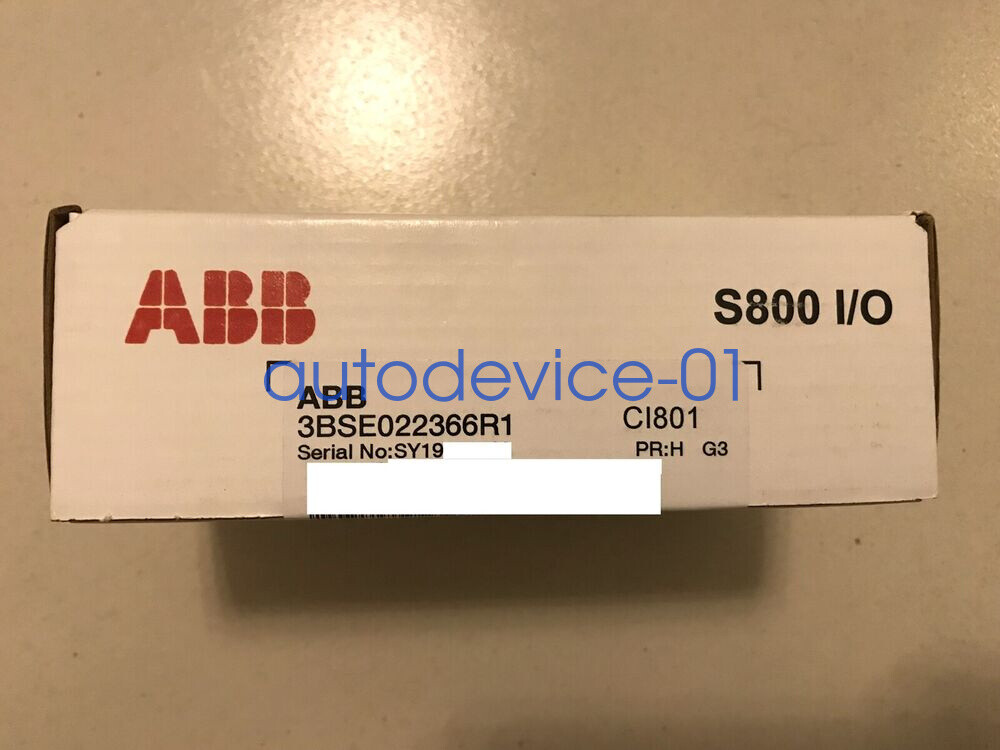 ABB
S800 I/O
autodevice-01
ABB
3BSE022366R1 CI801
Serial No:SY19 PR:H G3